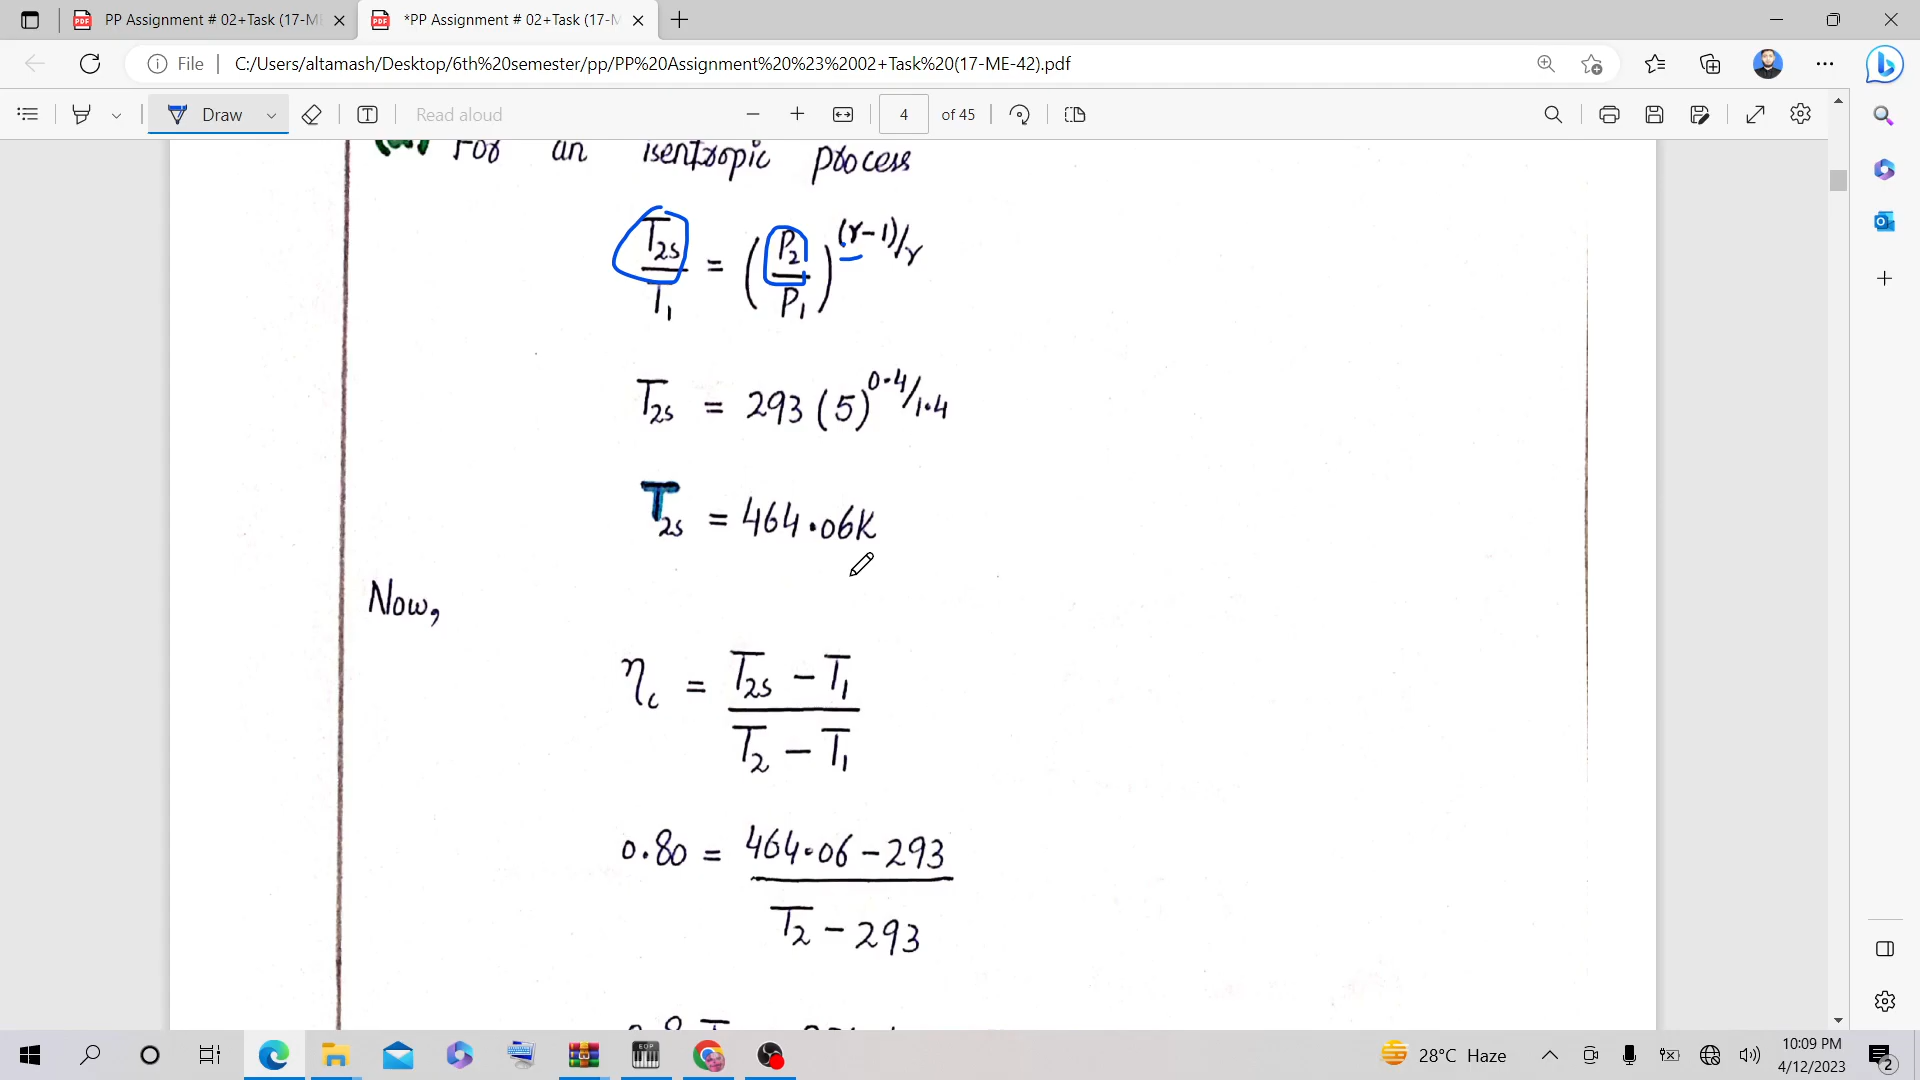 PP Assignment # 02+Task (17-M
*PP Assignment # 02+Task (17-M
File
C:/Users/altamash/Desktop/6th%20semester/pp/PP%20Assignment%20%23%2002+Task%20(17-ME-42).pdf
Draw
Read aloud
4 of 45
For an isentropic process
T2s/T1 = (P2/P1)^(γ-1)/γ
T2s = 293 (5)^0.4/1.4
T2s = 464.06K
Now,
ηc = T2s - T1 / T2 - T1
0.80 = 464.06 - 293 / T2 - 293
28°C Haze
10:09 PM
4/12/2023
2